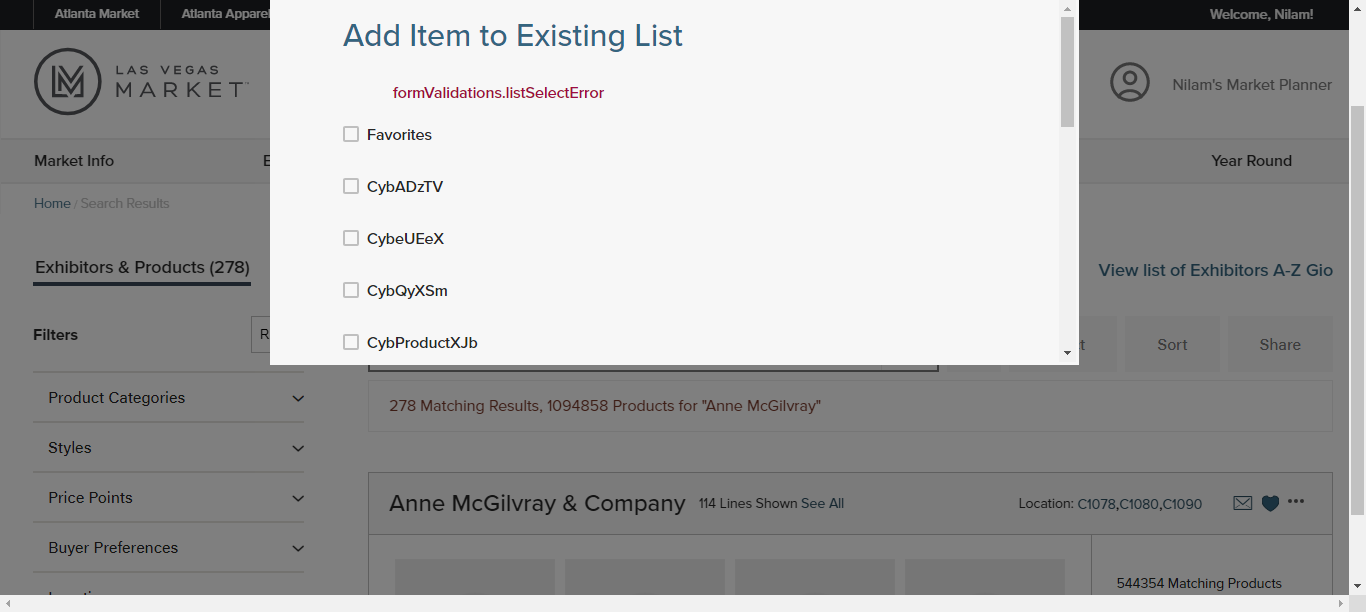 Atlanta Market
Atlanta Apparel
Welcome, Nilam!
LAS VEGAS
MARKET
Nilam's Market Planner
Market Info
E
Year Round
Home / Search Results
Add Item to Existing List
formValidations.listSelectError
Favorites
CybADzTV
CybeUEeX
CybQyXSm
CybProductXJb
Exhibitors & Products (278)
View list of Exhibitors A-Z Gio
Filters
R
t
Sort
Share
Product Categories
Styles
Price Points
Buyer Preferences
278 Matching Results, 1094858 Products for "Anne McGilvray"
Anne McGilvray & Company
114 Lines Shown See All
Location: C1078,C1080,C1090
544354 Matching Products